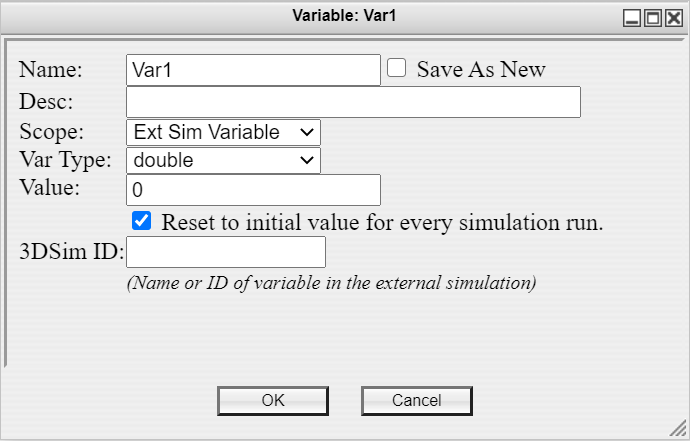 Variable: Var1
Name: Var1 Save As New
Desc:
Scope: Ext Sim Variable
Var Type: double
Value: 0
Reset to initial value for every simulation run.
3DSim ID:
(Name or ID of variable in the external simulation)
OK Cancel